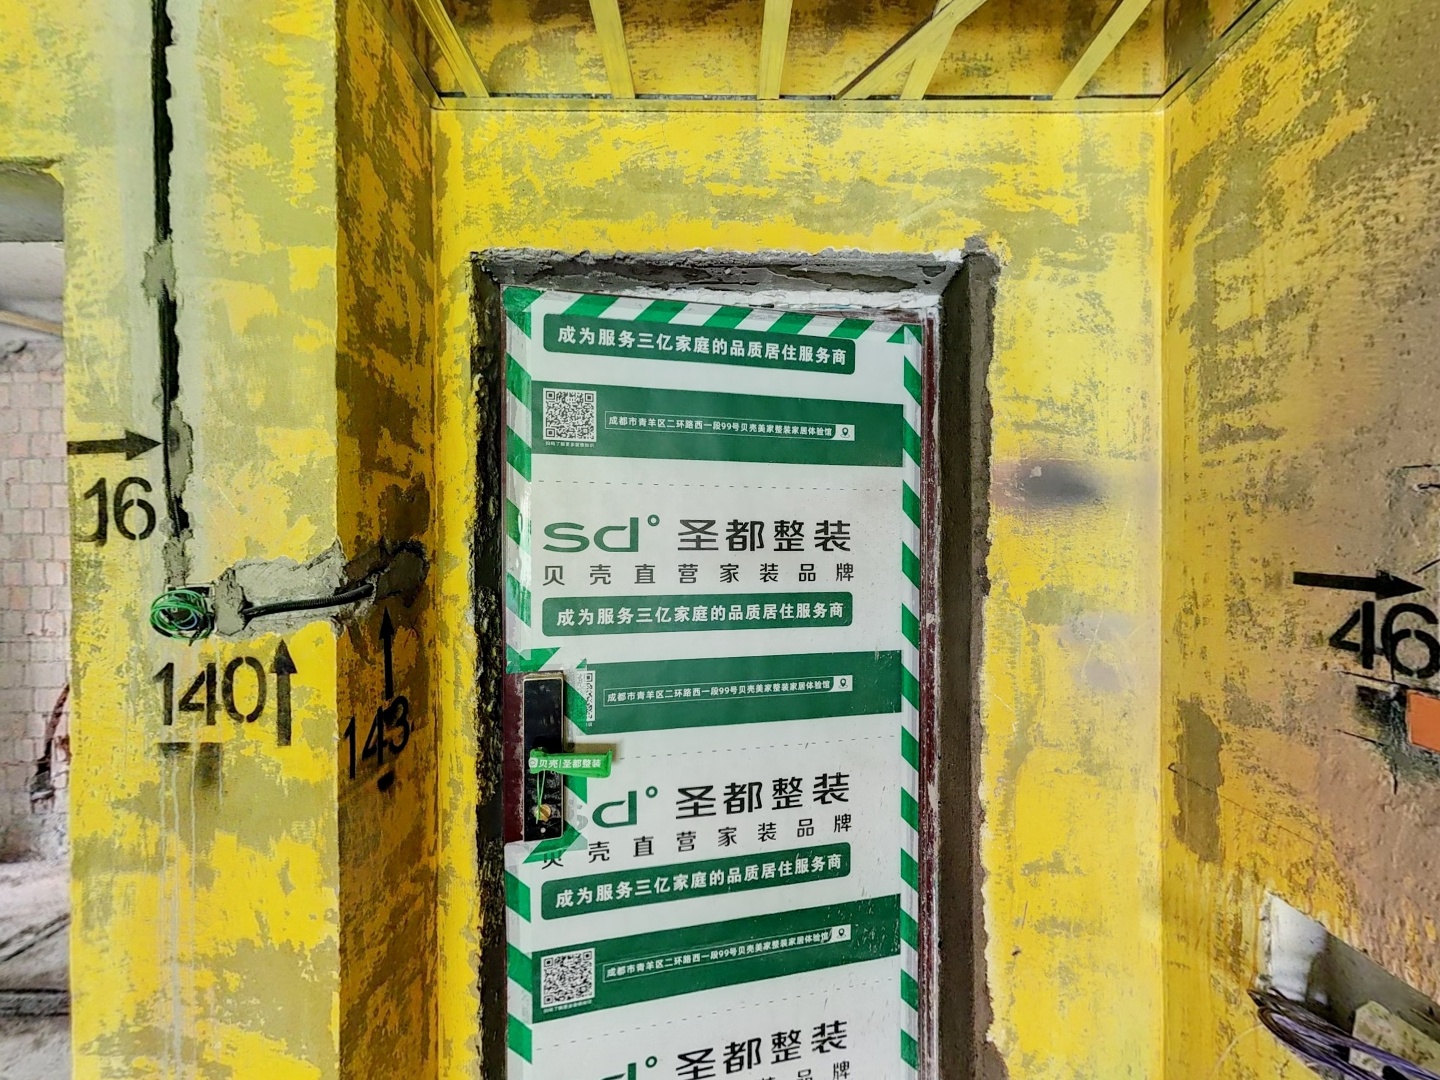 成为服务三亿家庭的品质居住服务商
成都市青羊区二环路西一段99号贝壳美家整装家居体验馆
sd° 圣都整装
贝壳直营家装品牌
成为服务三亿家庭的品质居住服务商
成都市青羊区二环路西一段99号贝壳美家整装家居体验馆
贝壳|圣都整装
sd° 圣都整装
贝壳直营家装品牌
成为服务三亿家庭的品质居住服务商
成都市青羊区二环路西一段99号贝壳美家整装家居体验馆
sd° 圣都整装
16
140
143
46